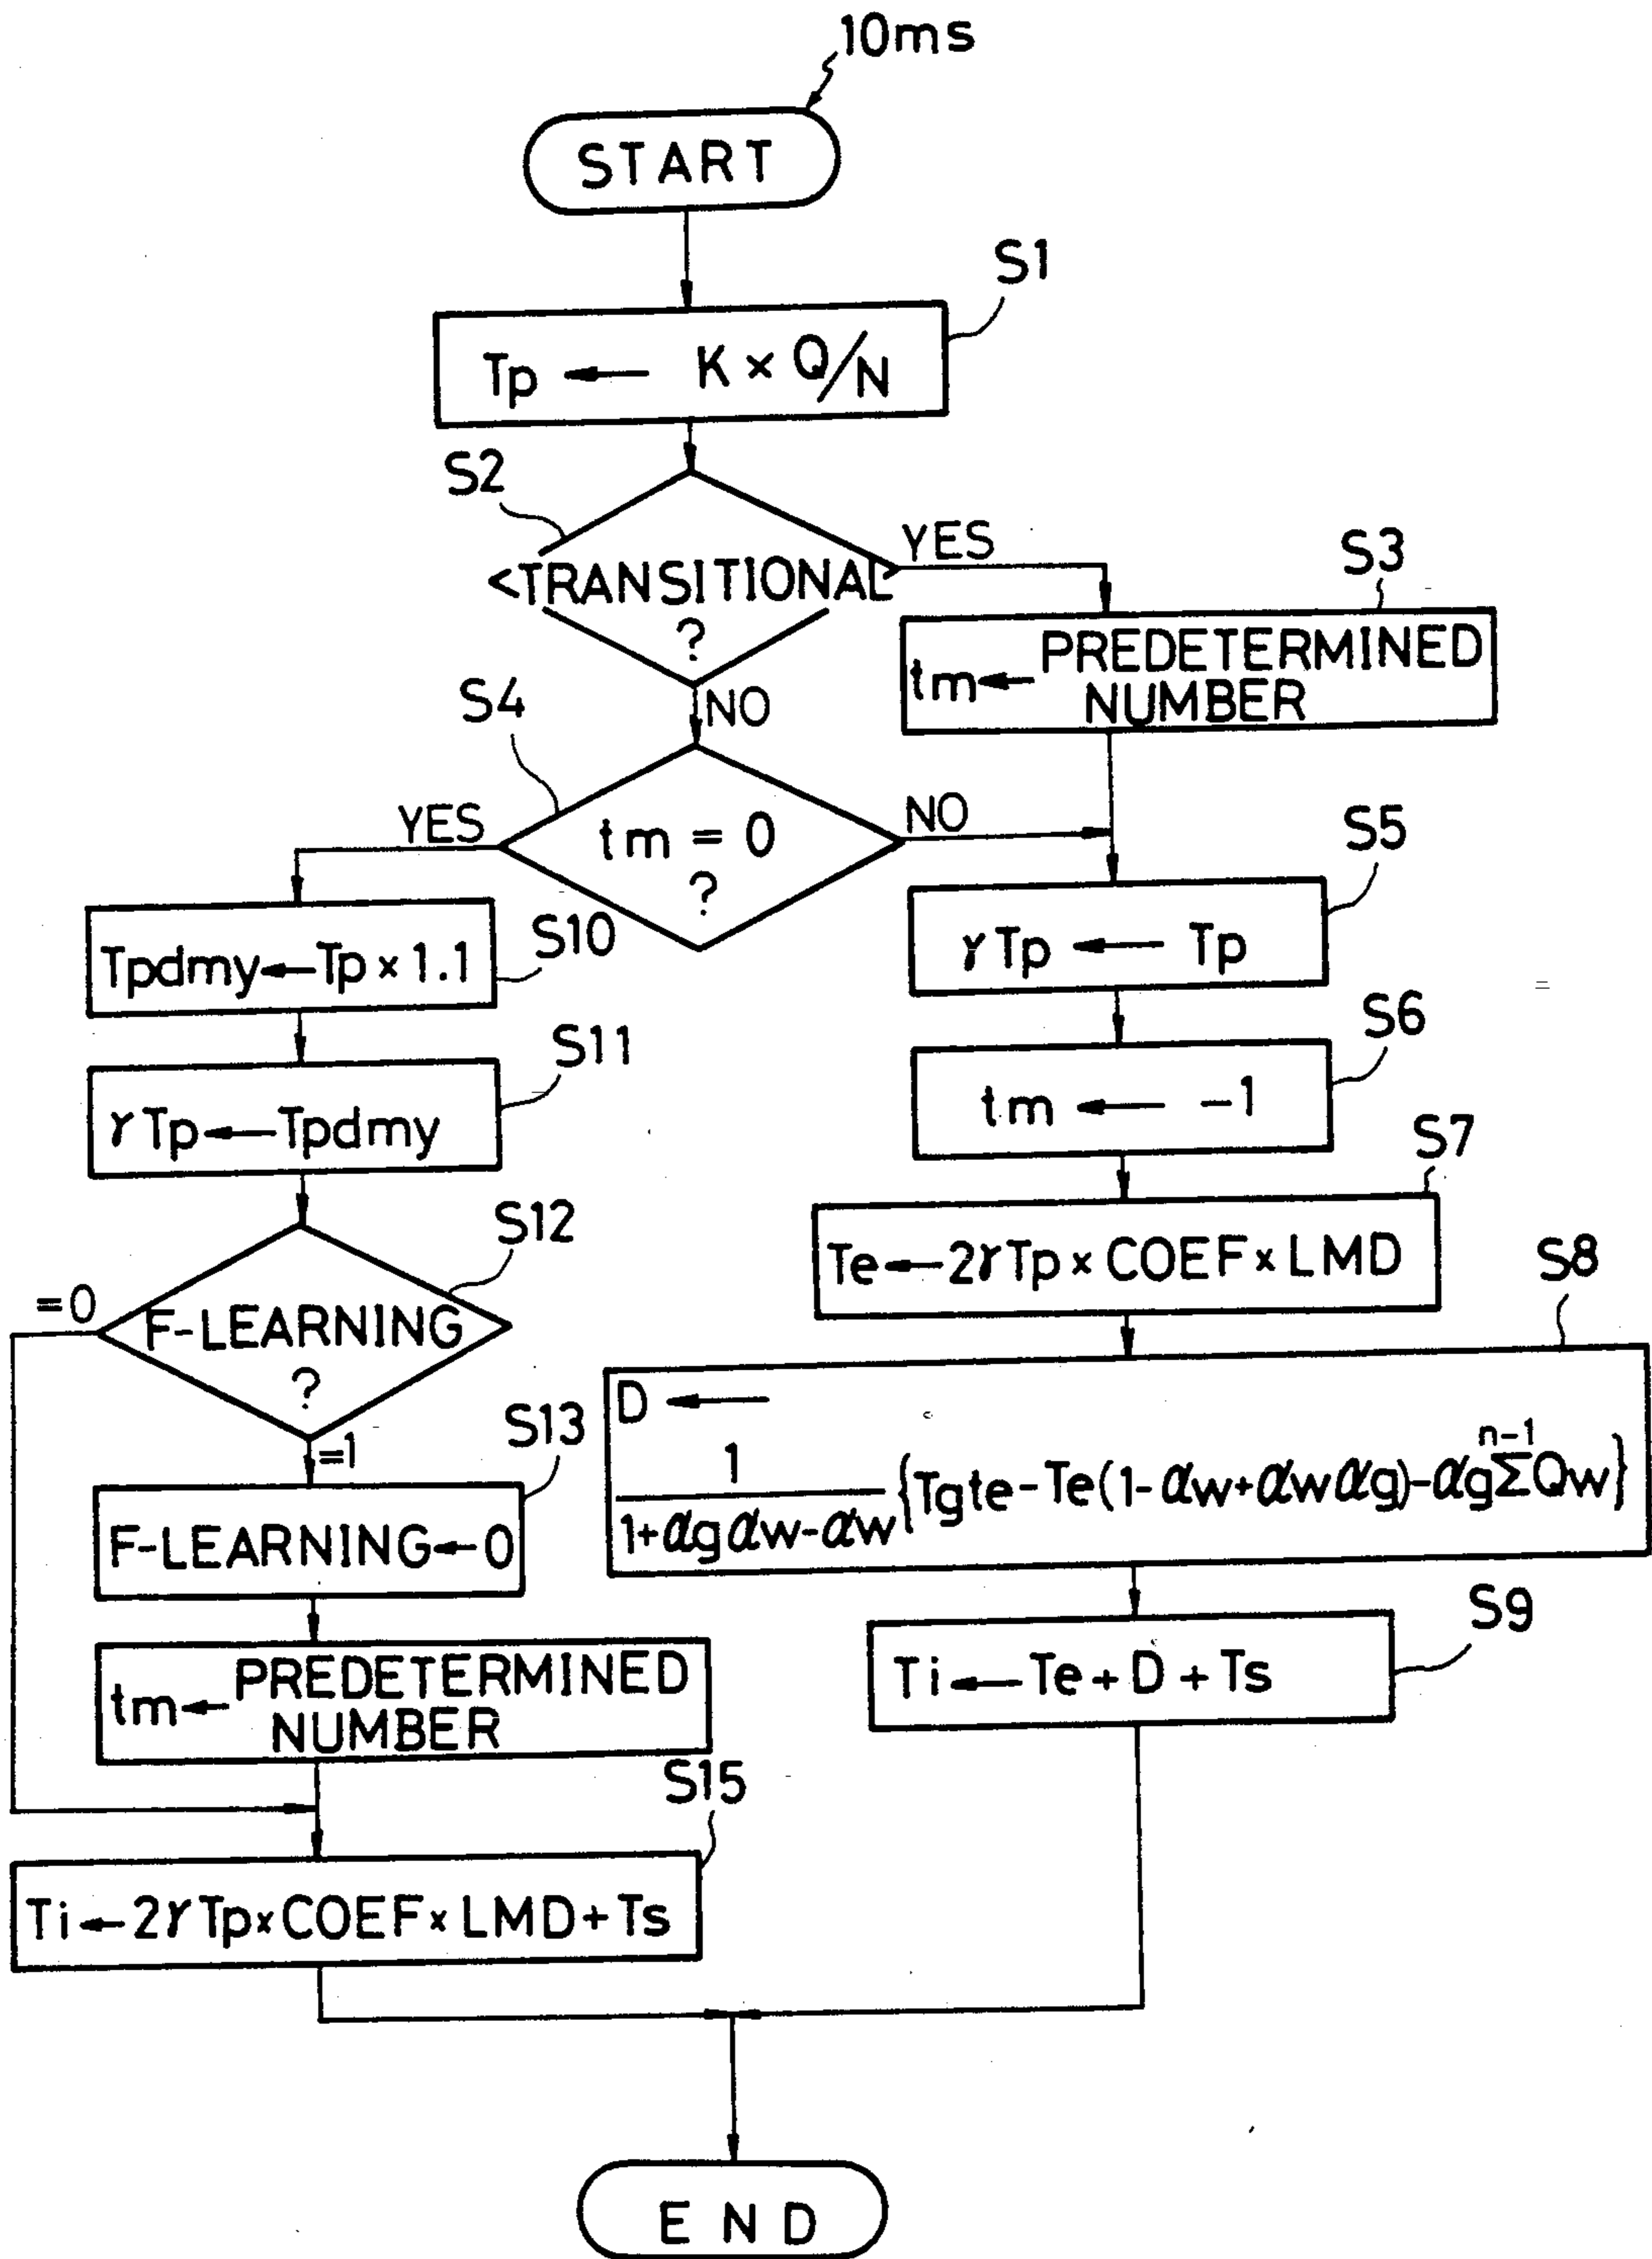 10ms
START
S1
Tp ← K × Q/N
S2
<TRANSITIONAL
?
YES
NO
S3
tm ← PREDETERMINED
NUMBER
S4
tm = 0
?
YES
NO
S5
γTp ← Tp
S6
tm ← -1
S7
Te ← 2γTp × COEF × LMD
S8
D ←
1
1+αgαw-αw
{Tgte-Te(1-αw+αwαg)-αgΣQw}
n-1
S9
Ti ← Te + D + Ts
S10
Tpdmy ← Tp × 1.1
S11
γTp ← Tpdmy
S12
=0
F-LEARNING
?
=1
S13
F-LEARNING ← 0
tm ← PREDETERMINED
NUMBER
S15
Ti ← 2γTp × COEF × LMD + Ts
END